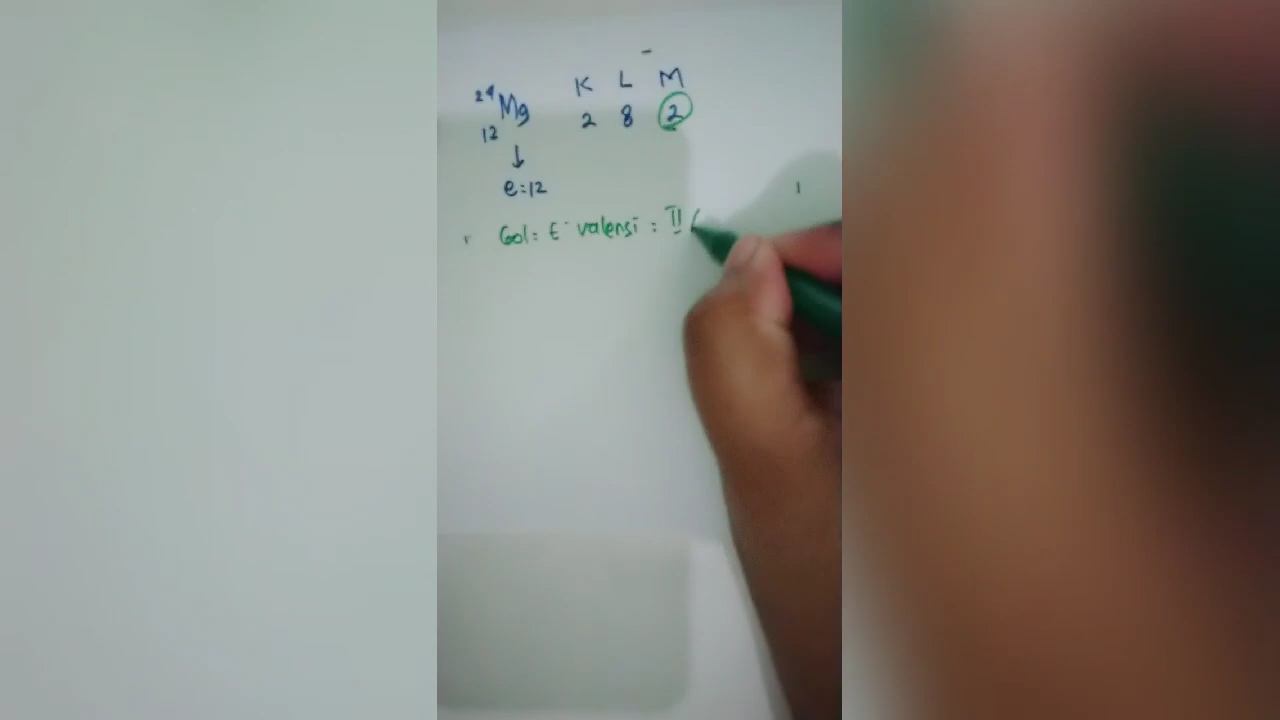 K L M
24 Mg 2 8 2
12
↓
e=12
Gol = e⁻ valensi = II (